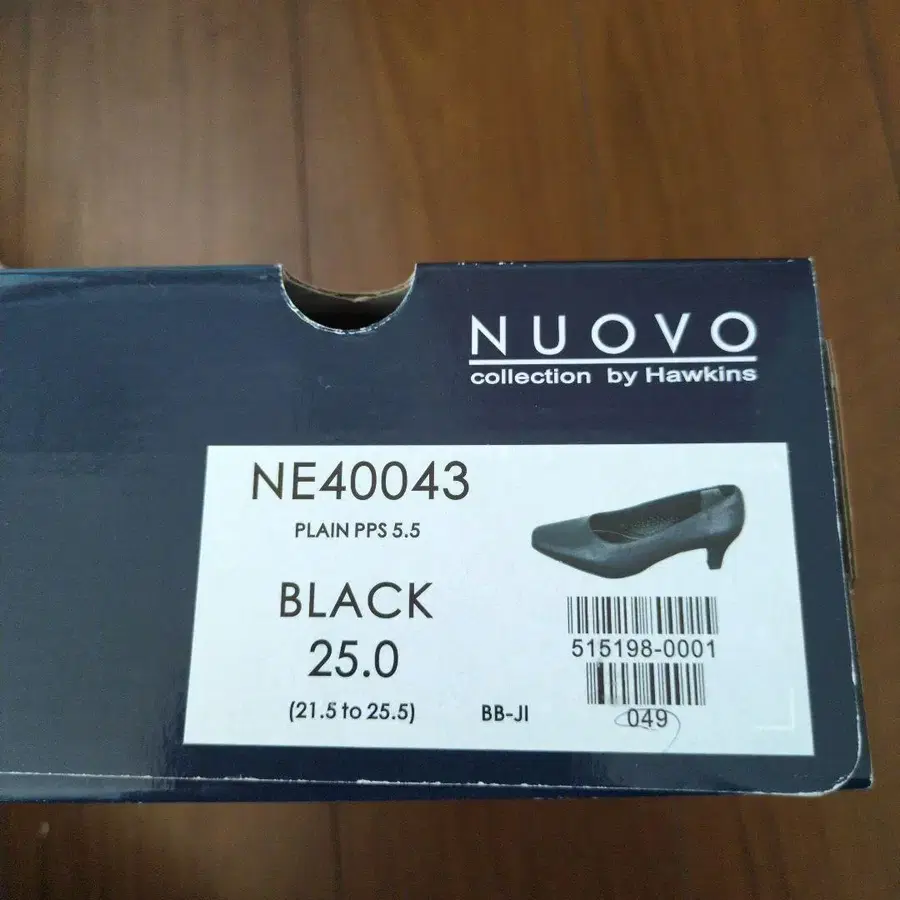 NUOVO
collection by Hawkins
NE40043
PLAIN PPS 5.5
BLACK
25.0
(21.5 to 25.5)
BB-JI
515198-0001
049